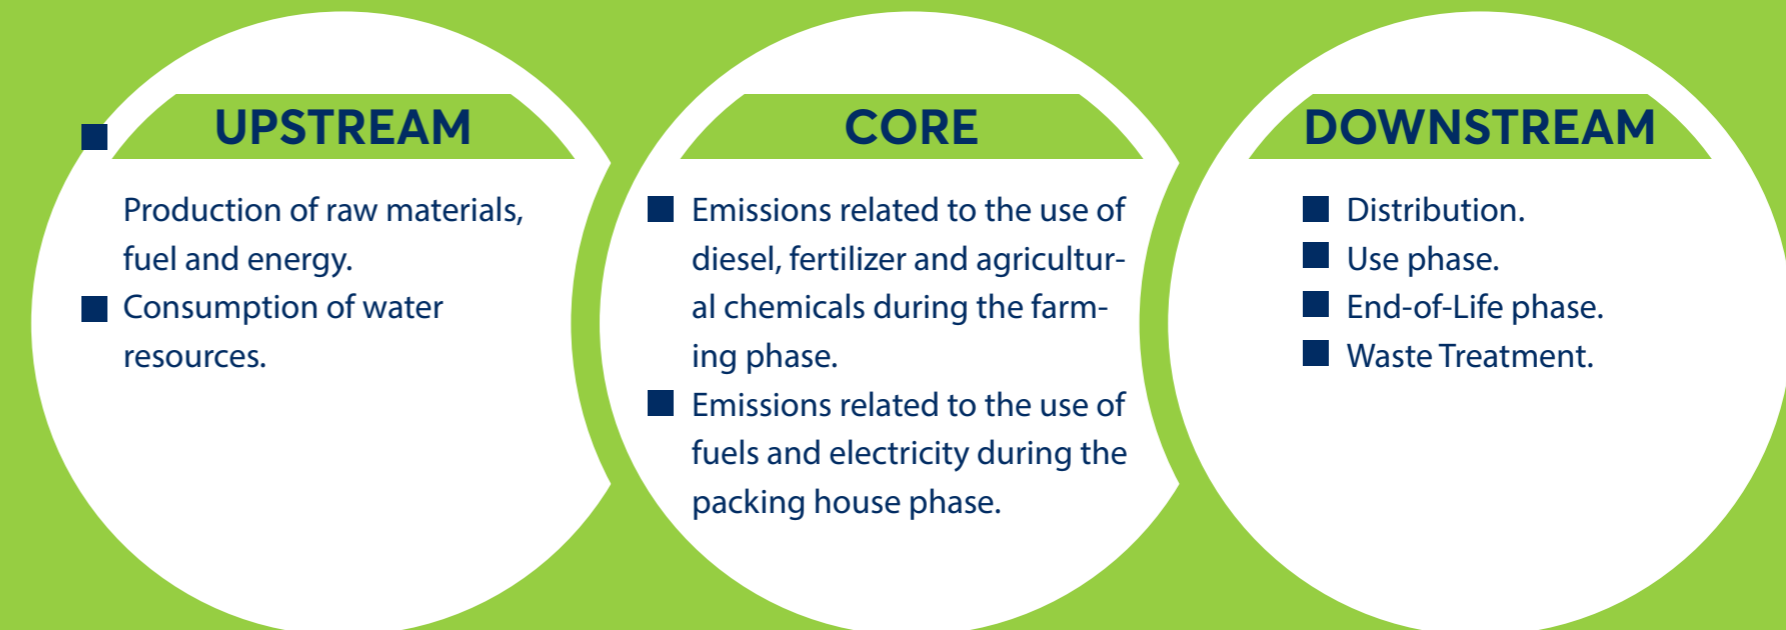 UPSTREAM
Production of raw materials,
fuel and energy.
Consumption of water
resources.
CORE
Emissions related to the use of
diesel, fertilizer and agricultur-
al chemicals during the farm-
ing phase.
Emissions related to the use of
fuels and electricity during the
packing house phase.
DOWNSTREAM
Distribution.
Use phase.
End-of-Life phase.
Waste Treatment.